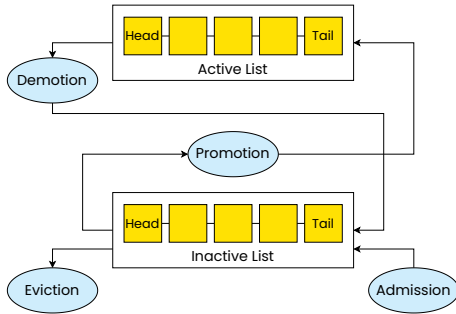 Head Tail
Active List
Demotion
Promotion
Head Tail
Inactive List
Eviction
Admission